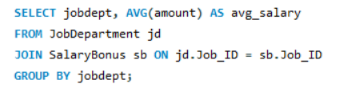 SELECT jobdept, AVG(amount) AS avg_salary
FROM JobDepartment jd
JOIN SalaryBonus sb ON jd.Job_ID = sb.Job_ID
GROUP BY jobdept;